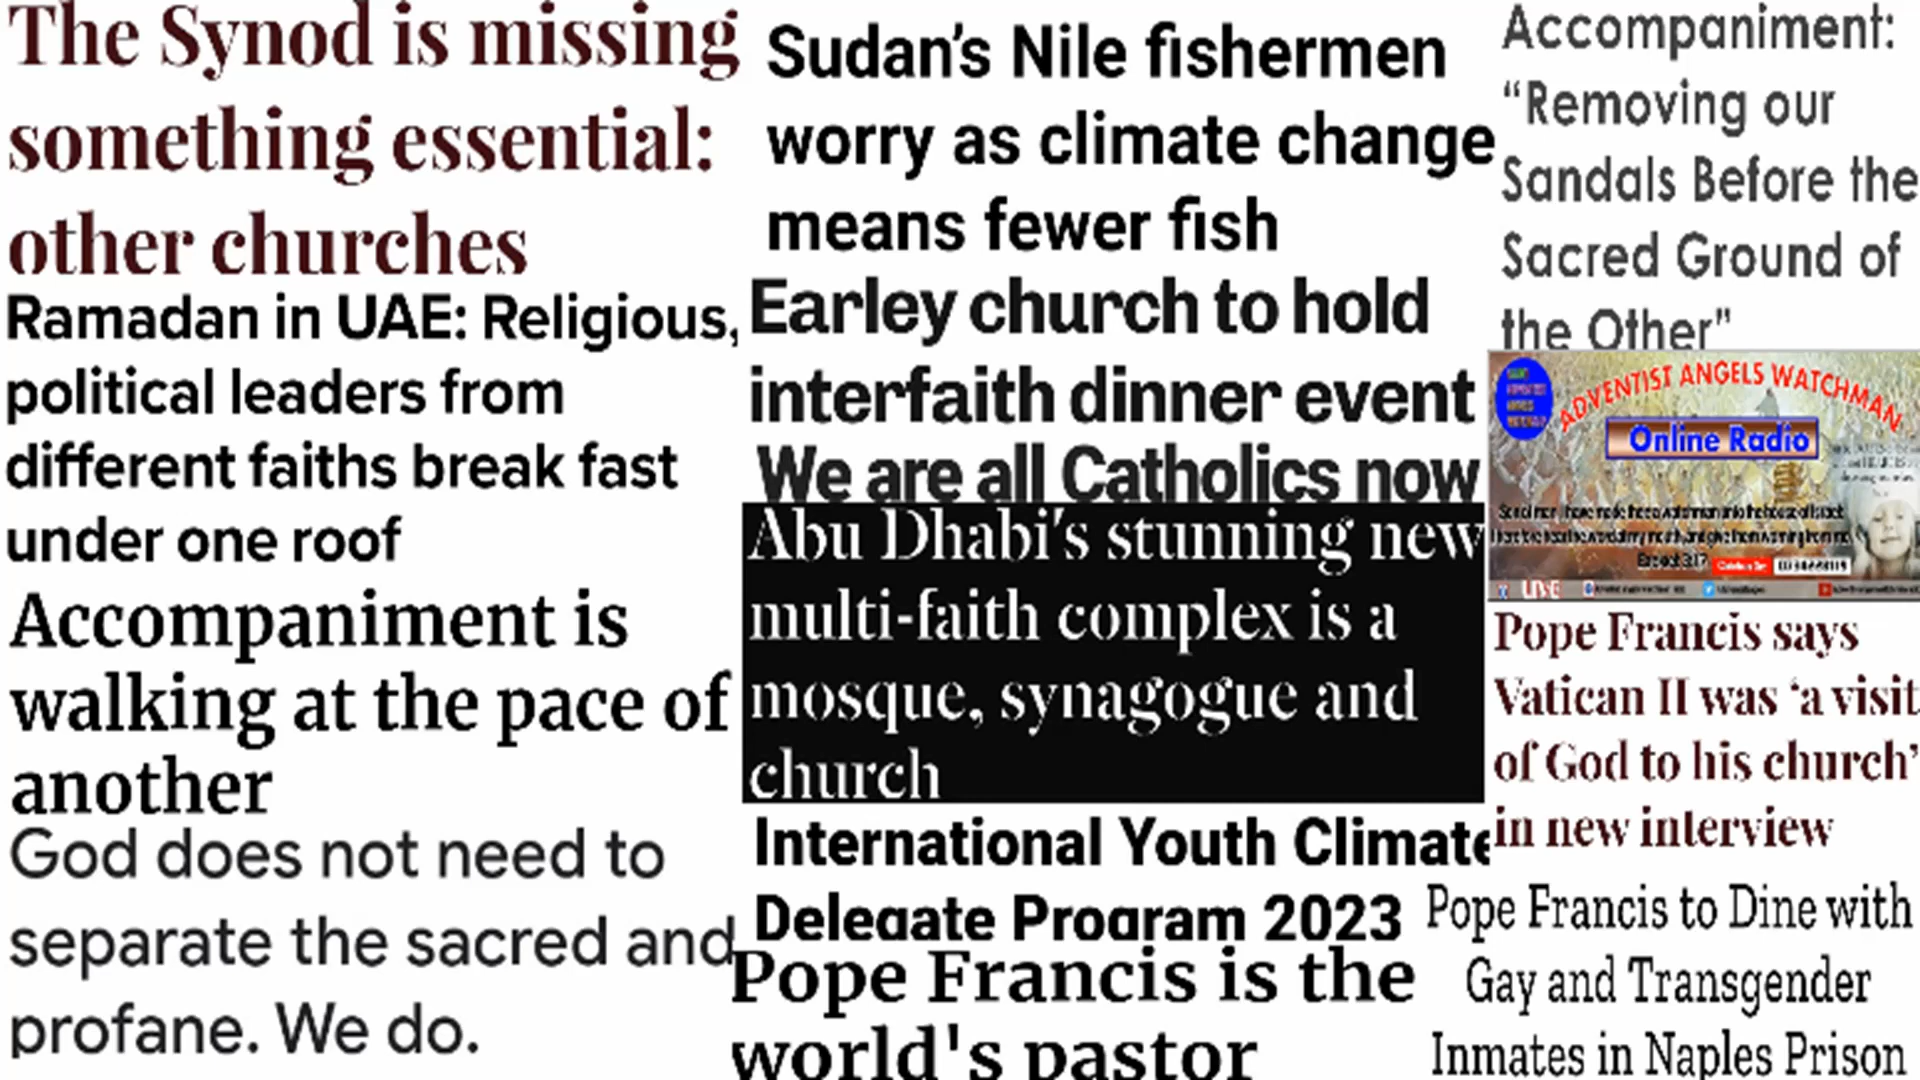 The Synod is missing
something essential:
other churches
Ramadan in UAE: Religious,
political leaders from
different faiths break fast
under one roof
Accompaniment is
walking at the pace of
another
God does not need to
separate the sacred and
profane. We do.
Sudan's Nile fishermen
worry as climate change
means fewer fish
Earley church to hold
interfaith dinner event
We are all Catholics now
Abu Dhabi's stunning new
multi-faith complex is a
mosque, synagogue and
church
International Youth Climate
Delegate Program 2023
Pope Francis is the
world's pastor
Accompaniment:
“Removing our
Sandals Before the
Sacred Ground of
the Other”
ADVENTIST ANGELS WATCHMAN
Online Radio
LIVE
Pope Francis says
Vatican II was ‘a visit
of God to his church’
in new interview
Pope Francis to Dine with
Gay and Transgender
Inmates in Naples Prison